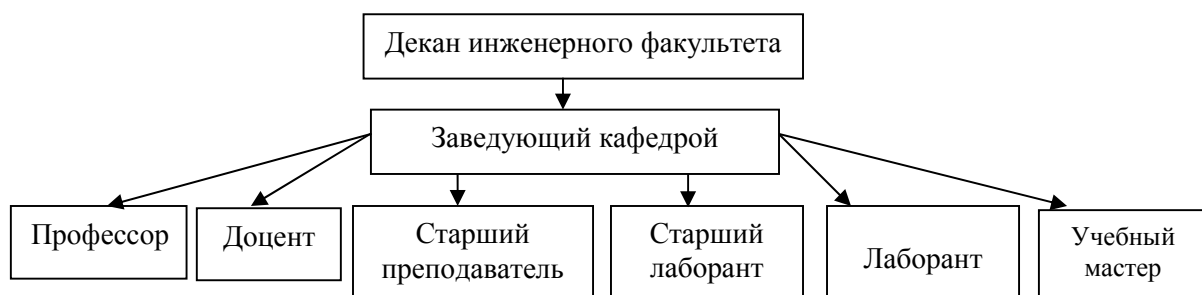 Декан инженерного факультета
Заведующий кафедрой
Профессор
Доцент
Старший
преподаватель
Старший
лаборант
Лаборант
Учебный
мастер